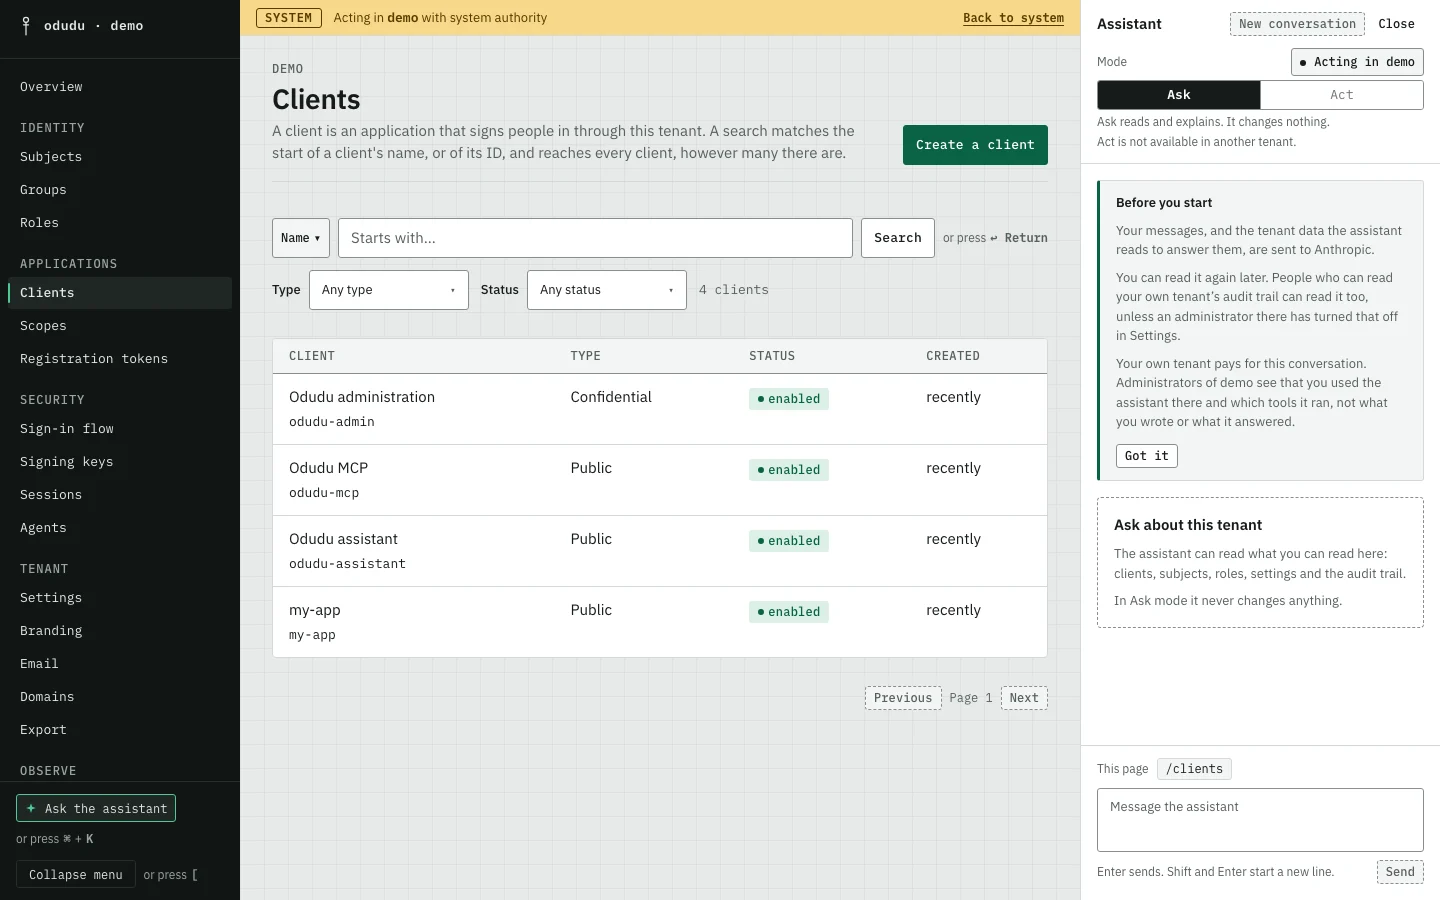 odudu · demo
Overview
IDENTITY
Subjects
Groups
Roles
APPLICATIONS
Clients
Scopes
Registration tokens
SECURITY
Sign-in flow
Signing keys
Sessions
Agents
TENANT
Settings
Branding
Email
Domains
Export
OBSERVE
Ask the assistant
or press ⌘ + K
Collapse menu or press [
SYSTEM Acting in demo with system authority Back to system
DEMO
Clients
A client is an application that signs people in through this tenant. A search matches the
start of a client's name, or of its ID, and reaches every client, however many there are.
Create a client
Name ▾ Starts with... Search or press ↩ Return
Type Any type Status Any status 4 clients
CLIENT TYPE STATUS CREATED
Odudu administration Confidential enabled recently
odudu-admin
Odudu MCP Public enabled recently
odudu-mcp
Odudu assistant Public enabled recently
odudu-assistant
my-app Public enabled recently
my-app
Previous Page 1 Next
Assistant New conversation Close
Mode Acting in demo
Ask Act
Ask reads and explains. It changes nothing.
Act is not available in another tenant.
Before you start
Your messages, and the tenant data the assistant
reads to answer them, are sent to Anthropic.
You can read it again later. People who can read
your own tenant’s audit trail can read it too,
unless an administrator there has turned that off
in Settings.
Your own tenant pays for this conversation.
Administrators of demo see that you used the
assistant there and which tools it ran, not what
you wrote or what it answered.
Got it
Ask about this tenant
The assistant can read what you can read here:
clients, subjects, roles, settings and the audit trail.
In Ask mode it never changes anything.
This page /clients
Message the assistant
Enter sends. Shift and Enter start a new line. Send